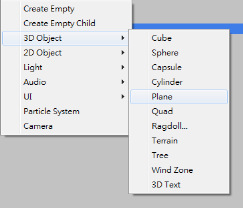 Create Empty
Create Empty Child
3D Object
2D Object
Light
Audio
UI
Particle System
Camera
Cube
Sphere
Capsule
Cylinder
Plane
Quad
Ragdoll...
Terrain
Tree
Wind Zone
3D Text